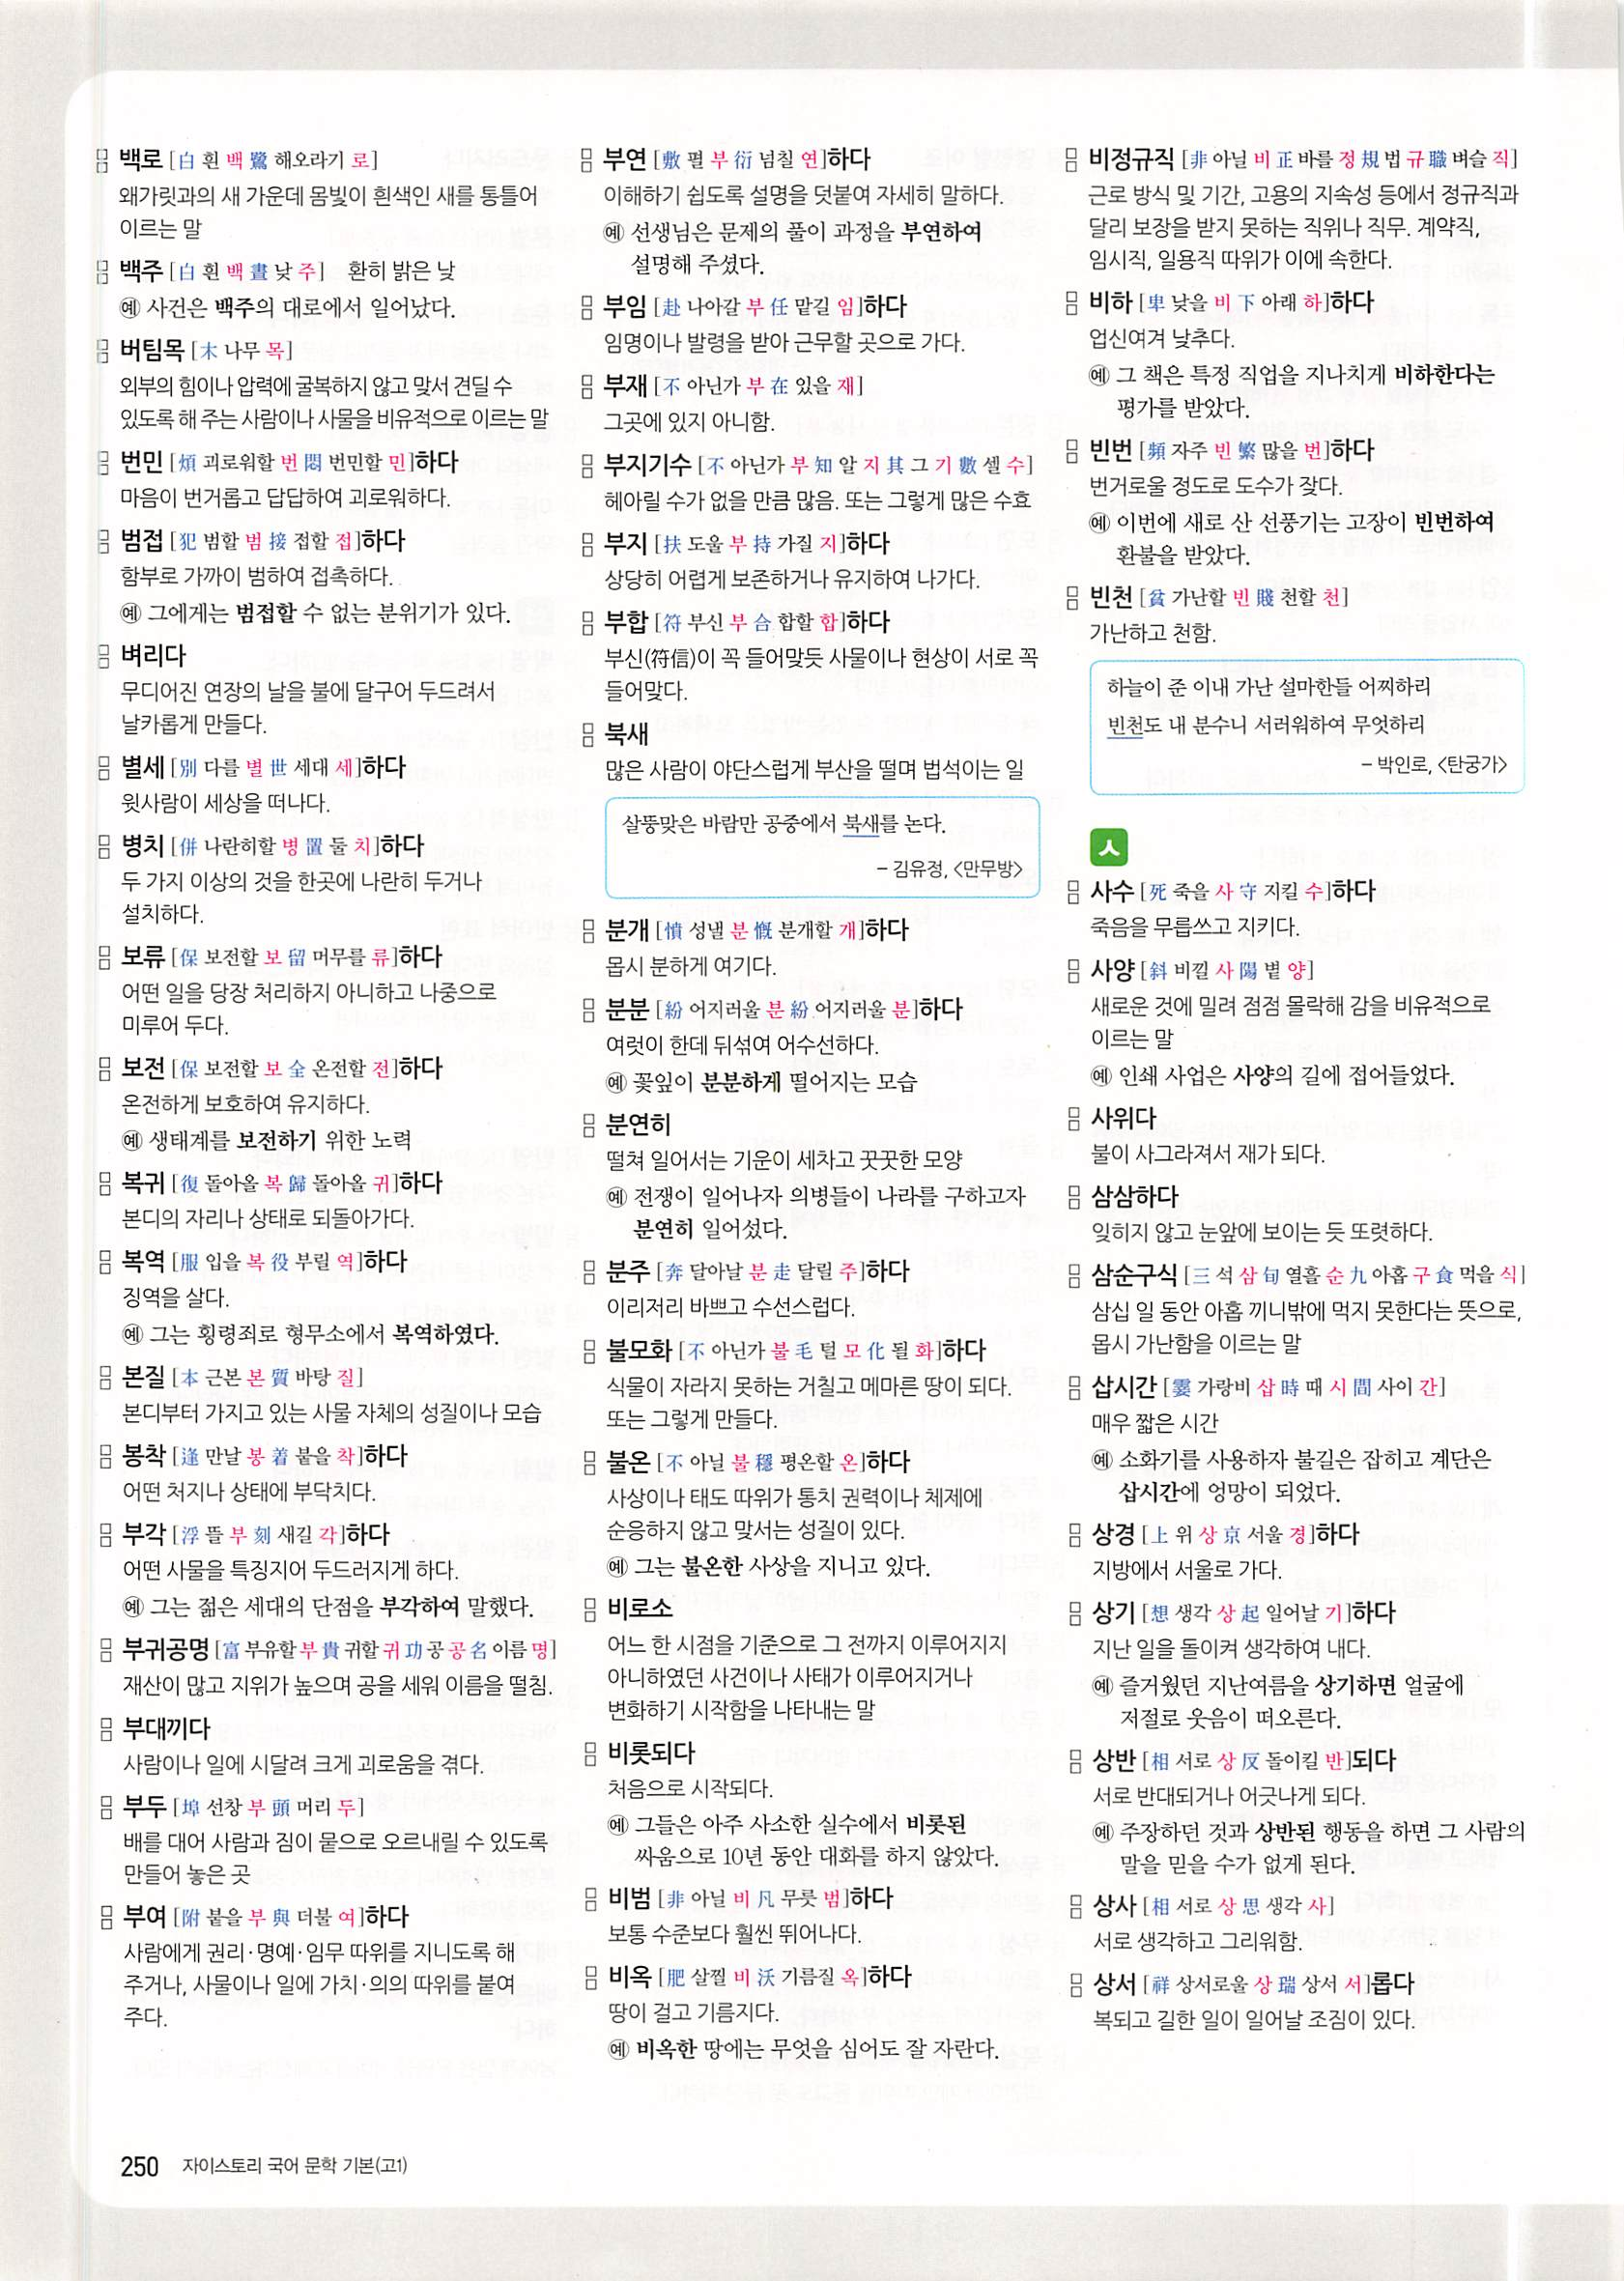 백로 [白 흰 백 鷺 해오라기 로]
왜가릿과의 새 가운데 몸빛이 흰색인 새를 통틀어
이르는 말
백주 [白 흰 백 晝 낮 주] 환히 밝은 낮
예 사건은 백주의 대로에서 일어났다.
버팀목 [木 나무 목]
외부의 힘이나 압력에 굴복하지 않고 맞서 견딜 수
있도록 해 주는 사람이나 사물을 비유적으로 이르는 말
번민 [煩 괴로워할 번 悶 번민할 민]하다
마음이 번거롭고 답답하여 괴로워하다.
범접 [犯 범할 범 接 접할 접]하다
함부로 가까이 범하여 접촉하다.
예 그에게는 범접할 수 없는 분위기가 있다.
벼리다
무디어진 연장의 날을 불에 달구어 두드려서
날카롭게 만들다.
별세 [別 다를 별 世 세대 세]하다
윗사람이 세상을 떠나다.
병치 [倂 나란히할 병 置 둘 치]하다
두 가지 이상의 것을 한곳에 나란히 두거나
설치하다.
보류 [保 보전할 보 留 머무를 류]하다
어떤 일을 당장 처리하지 아니하고 나중으로
미루어 두다.
보전 [保 보전할 보 全 온전할 전]하다
온전하게 보호하여 유지하다.
예 생태계를 보전하기 위한 노력
복귀 [復 돌아올 복 歸 돌아올 귀]하다
본디의 자리나 상태로 되돌아가다.
복역 [服 입을 복 役 부릴 역]하다
징역을 살다.
예 그는 횡령죄로 형무소에서 복역하였다.
본질 [本 근본 본 質 바탕 질]
본디부터 가지고 있는 사물 자체의 성질이나 모습
봉착 [逢 만날 봉 着 붙을 착]하다
어떤 처지나 상태에 부닥치다.
부각 [浮 뜰 부 刻 새길 각]하다
어떤 사물을 특징지어 두드러지게 하다.
예 그는 젊은 세대의 단점을 부각하여 말했다.
부귀공명 [富 부유할 부 貴 귀할 귀 功 공 공 名 이름 명]
재산이 많고 지위가 높으며 공을 세워 이름을 떨침.
부대끼다
사람이나 일에 시달려 크게 괴로움을 겪다.
부두 [埠 선창 부 頭 머리 두]
배를 대어 사람과 짐이 뭍으로 오르내릴 수 있도록
만들어 놓은 곳
부여 [附 붙을 부 與 더불 여]하다
사람에게 권리·명예·임무 따위를 지니도록 해
주거나, 사물이나 일에 가치·의의 따위를 붙여
주다.
부연 [敷 펼 부 衍 넘칠 연]하다
이해하기 쉽도록 설명을 덧붙여 자세히 말하다.
예 선생님은 문제의 풀이 과정을 부연하여
설명해 주셨다.
부임 [赴 나아갈 부 任 맡길 임]하다
임명이나 발령을 받아 근무할 곳으로 가다.
부재 [不 아닌가 부 在 있을 재]
그곳에 있지 아니함.
부지기수 [不 아닌가 부 知 알 지 其 그 기 數 셀 수]
헤아릴 수가 없을 만큼 많음. 또는 그렇게 많은 수효
부지 [扶 도울 부 持 가질 지]하다
상당히 어렵게 보존하거나 유지하여 나가다.
부합 [符 부신 부 合 합할 합]하다
부신(符信)이 꼭 들어맞듯 사물이나 현상이 서로 꼭
들어맞다.
북새
많은 사람이 야단스럽게 부산을 떨며 법석이는 일
살뚱맞은 바람만 공중에서 북새를 논다.
– 김유정, <만무방>
분개 [憤 성낼 분 慨 분개할 개]하다
몹시 분하게 여기다.
분분 [紛 어지러울 분 紛 어지러울 분]하다
여럿이 한데 뒤섞여 어수선하다.
예 꽃잎이 분분하게 떨어지는 모습
분연히
떨쳐 일어서는 기운이 세차고 꿋꿋한 모양
예 전쟁이 일어나자 의병들이 나라를 구하고자
분연히 일어섰다.
분주 [奔 달아날 분 走 달릴 주]하다
이리저리 바쁘고 수선스럽다.
불모화 [不 아닌가 불 毛 털 모 化 될 화]하다
식물이 자라지 못하는 거칠고 메마른 땅이 되다.
또는 그렇게 만들다.
불온 [不 아닐 불 穩 평온할 온]하다
사상이나 태도 따위가 통치 권력이나 체제에
순응하지 않고 맞서는 성질이 있다.
예 그는 불온한 사상을 지니고 있다.
비로소
어느 한 시점을 기준으로 그 전까지 이루어지지
아니하였던 사건이나 사태가 이루어지거나
변화하기 시작함을 나타내는 말
비롯되다
처음으로 시작되다.
예 그들은 아주 사소한 실수에서 비롯된
싸움으로 10년 동안 대화를 하지 않았다.
비범 [非 아닐 비 凡 무릇 범]하다
보통 수준보다 훨씬 뛰어나다.
비옥 [肥 살찔 비 沃 기름질 옥]하다
땅이 걸고 기름지다.
예 비옥한 땅에는 무엇을 심어도 잘 자란다.
비정규직 [非 아닐 비 正 바를 정 規 법 규 職 벼슬 직]
근로 방식 및 기간, 고용의 지속성 등에서 정규직과
달리 보장을 받지 못하는 직위나 직무. 계약직,
임시직, 일용직 따위가 이에 속한다.
비하 [卑 낮을 비 下 아래 하]하다
업신여겨 낮추다.
예 그 책은 특정 직업을 지나치게 비하한다는
평가를 받았다.
빈번 [頻 자주 빈 繁 많을 번]하다
번거로울 정도로 도수가 잦다.
예 이번에 새로 산 선풍기는 고장이 빈번하여
환불을 받았다.
빈천 [貧 가난할 빈 賤 천할 천]
가난하고 천함.
하늘이 준 이내 가난 설마한들 어찌하리
빈천도 내 분수니 서러워하여 무엇하리
– 박인로, <탄궁가>
ㅅ
사수 [死 죽을 사 守 지킬 수]하다
죽음을 무릅쓰고 지키다.
사양 [斜 비낄 사 陽 볕 양]
새로운 것에 밀려 점점 몰락해 감을 비유적으로
이르는 말
예 인쇄 사업은 사양의 길에 접어들었다.
사위다
불이 사그라져서 재가 되다.
삼삼하다
잊히지 않고 눈앞에 보이는 듯 또렷하다.
삼순구식 [三 석 삼 旬 열흘 순 九 아홉 구 食 먹을 식]
삼십 일 동안 아홉 끼니밖에 먹지 못한다는 뜻으로,
몹시 가난함을 이르는 말
삽시간 [霎 가랑비 삽 時 때 시 間 사이 간]
매우 짧은 시간
예 소화기를 사용하자 불길은 잡히고 계단은
삽시간에 엉망이 되었다.
상경 [上 위 상 京 서울 경]하다
지방에서 서울로 가다.
상기 [想 생각 상 起 일어날 기]하다
지난 일을 돌이켜 생각하여 내다.
예 즐거웠던 지난여름을 상기하면 얼굴에
저절로 웃음이 떠오른다.
상반 [相 서로 상 反 돌이킬 반]되다
서로 반대되거나 어긋나게 되다.
예 주장하던 것과 상반된 행동을 하면 그 사람의
말을 믿을 수가 없게 된다.
상사 [相 서로 상 思 생각 사]
서로 생각하고 그리워함.
상서 [祥 상서로울 상 瑞 상서 서]롭다
복되고 길한 일이 일어날 조짐이 있다.
250 자이스토리 국어 문학 기본(고1)